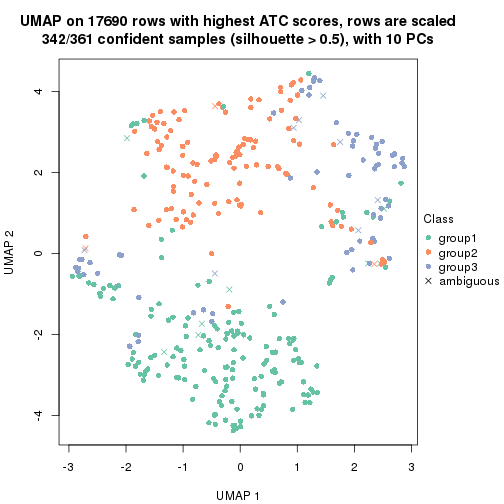 UMAP on 17690 rows with highest ATC scores, rows are scaled
342/361 confident samples (silhouette > 0.5), with 10 PCs
4
2
0
-2
-4
UMAP 2
-3
-2
-1
0
1
2
3
UMAP 1
Class
group1
group2
group3
ambiguous